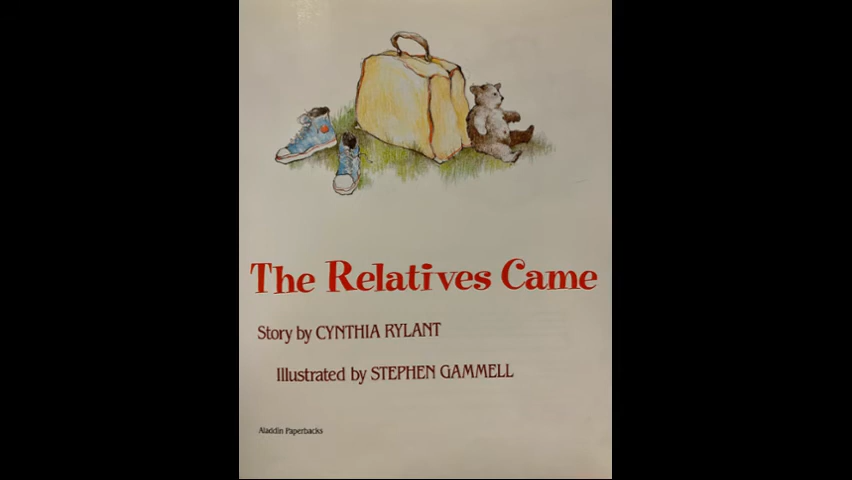 The Relatives Came
Story by CYNTHIA RYLANT
Illustrated by STEPHEN GAMMELL
Aladdin Paperbacks